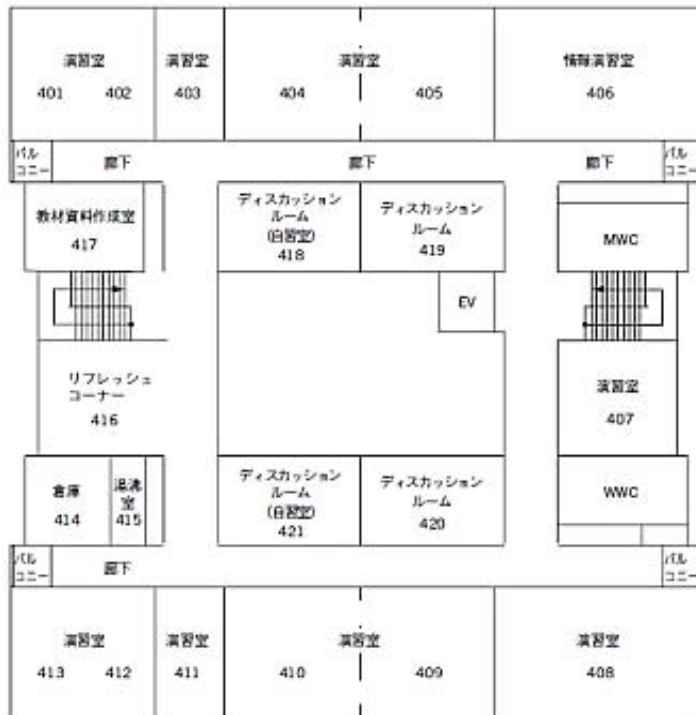 演習室
401 402
演習室
403
演習室
404 405
情報演習室
406
バル
コニー
廊下
廊下
廊下
バル
コニー
教材資料作成室
417
ディスカッション
ルーム
(自習室)
418
ディスカッション
ルーム
419
MWC
EV
リフレッシュ
コーナー
416
演習室
407
倉庫
414
湯沸
室
415
ディスカッション
ルーム
(自習室)
421
ディスカッション
ルーム
420
WWC
バル
コニー
廊下
バル
コニー
演習室
413 412
演習室
411
演習室
410 409
演習室
408